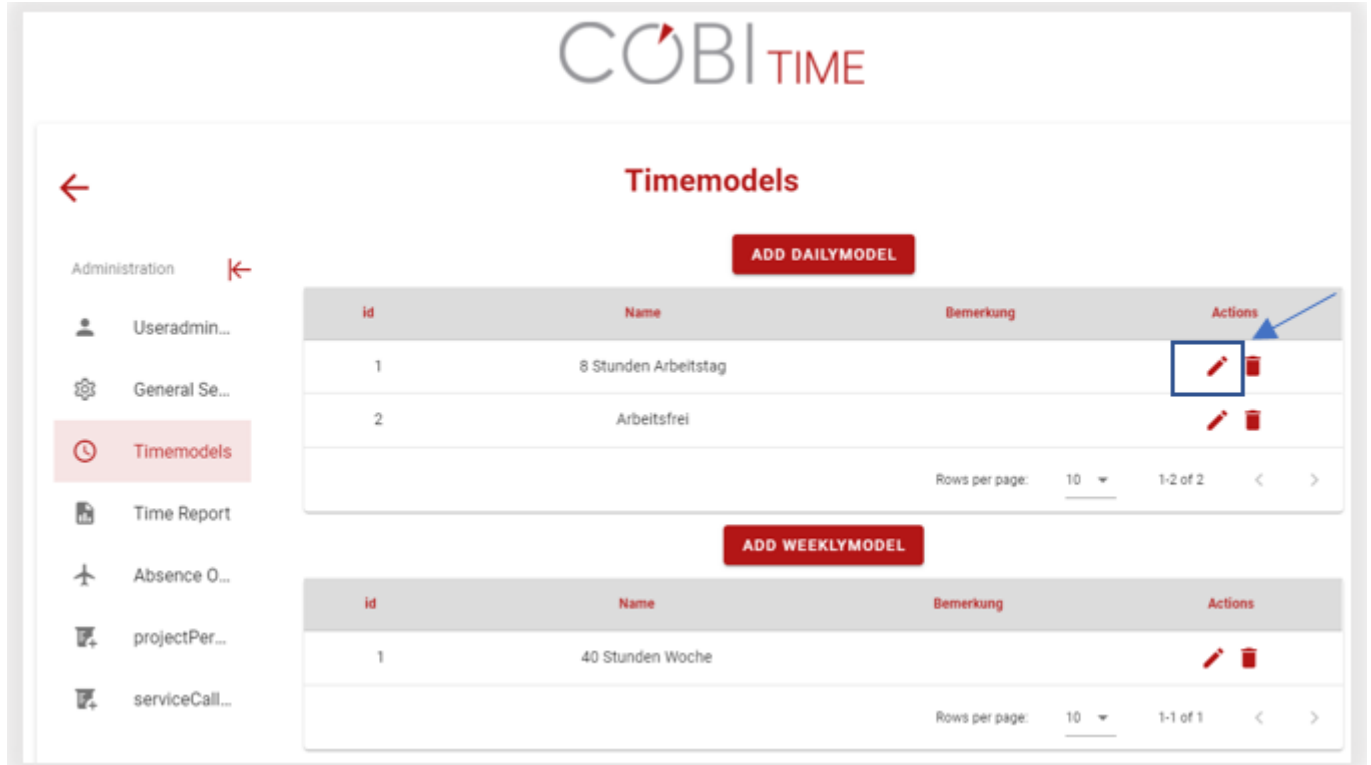 COBI TIME
Timemodels
Administration
ADD DAILYMODEL
Useradmin...
General Se...
Timemodels
Time Report
Absence O...
projectPer...
serviceCall...
id Name Bemerkung Actions
1 8 Stunden Arbeitstag
2 Arbeitsfrei
Rows per page: 10 1-2 of 2
ADD WEEKLYMODEL
id Name Bemerkung Actions
1 40 Stunden Woche
Rows per page: 10 1-1 of 1